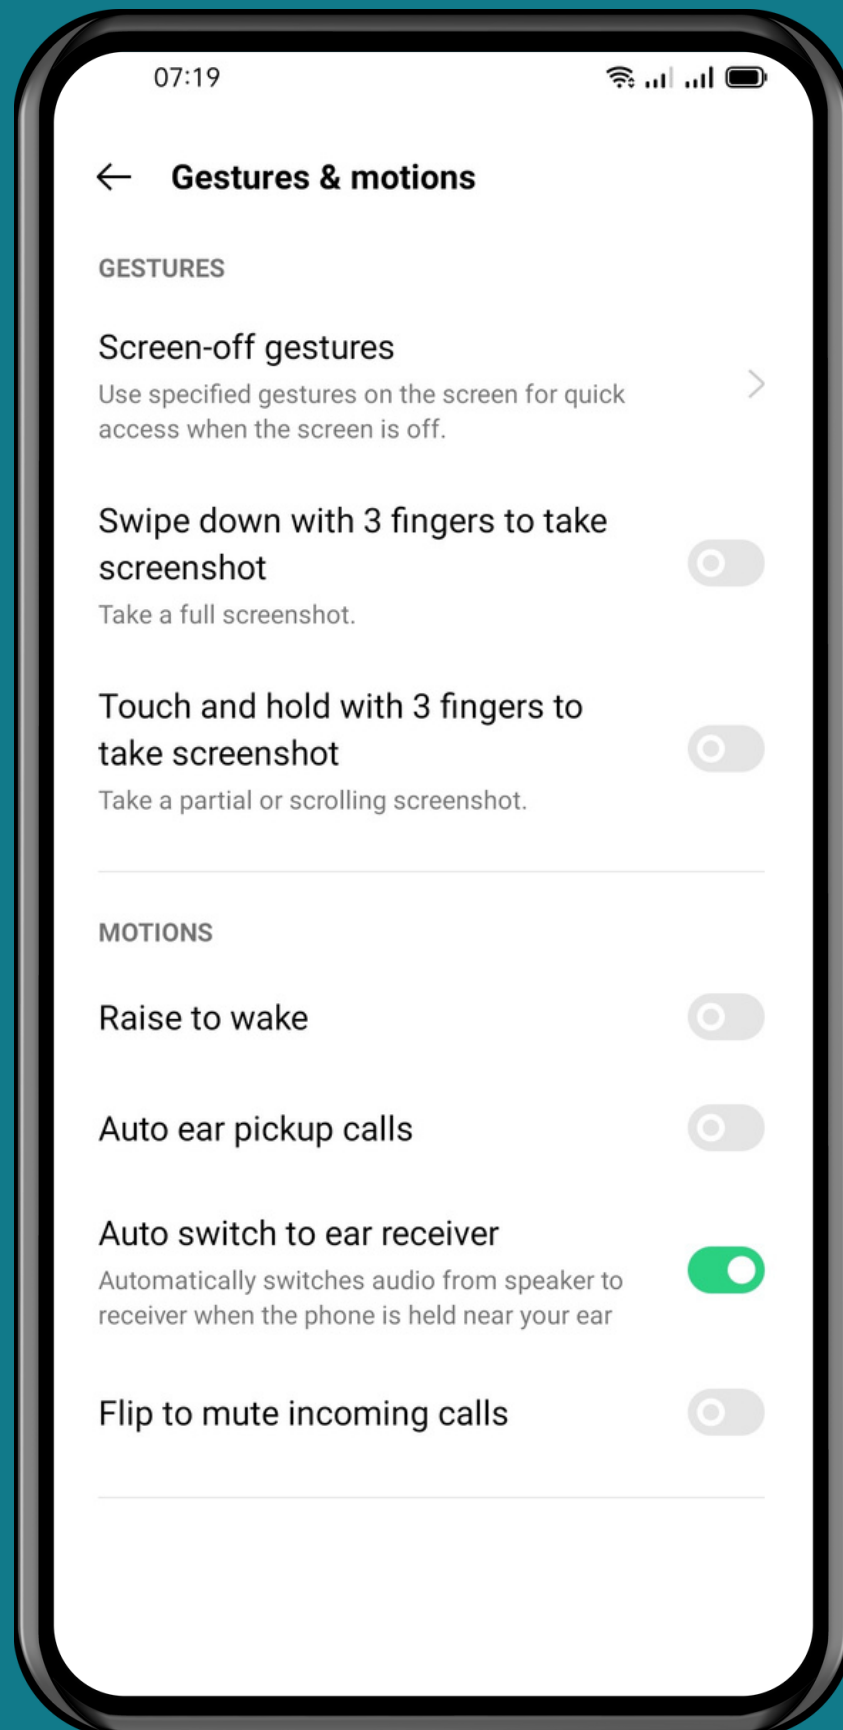 07:19
Gestures & motions
GESTURES
Screen-off gestures
Use specified gestures on the screen for quick
access when the screen is off.
Swipe down with 3 fingers to take
screenshot
Take a full screenshot.
Touch and hold with 3 fingers to
take screenshot
Take a partial or scrolling screenshot.
MOTIONS
Raise to wake
Auto ear pickup calls
Auto switch to ear receiver
Automatically switches audio from speaker to
receiver when the phone is held near your ear
Flip to mute incoming calls